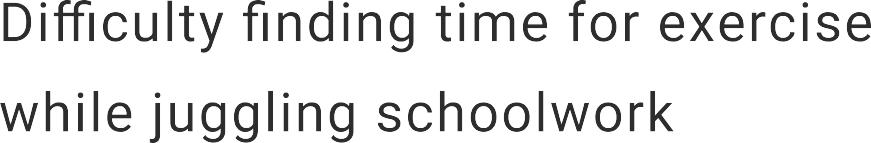 Difficulty finding time for exercise
while juggling schoolwork